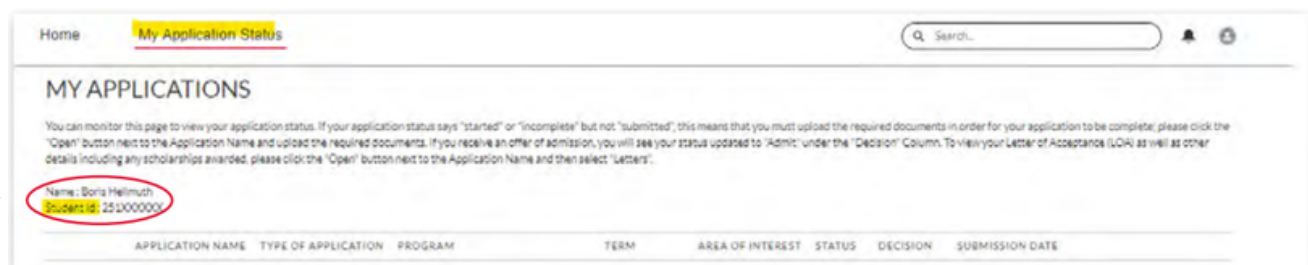 Home My Application Status Search...
MY APPLICATIONS
You can monitor this page to view your application status. If your application status says "started" or "incomplete" but not "submitted", this means that you must upload the required documents in order for your application to be complete; please click the
"Open" button next to the Application Name and upload the required documents. If you receive an offer of admission, you will see your status updated to "Admit" under the "Decision" Column. To view your Letter of Acceptance (LOA) as well as other
details including any scholarships awarded, please click the "Open" button next to the Application Name and then select "Letters".
Name: Boris Hellmuth
Student Id: 251XXXXXX
APPLICATION NAME TYPE OF APPLICATION PROGRAM TERM AREA OF INTEREST STATUS DECISION SUBMISSION DATE